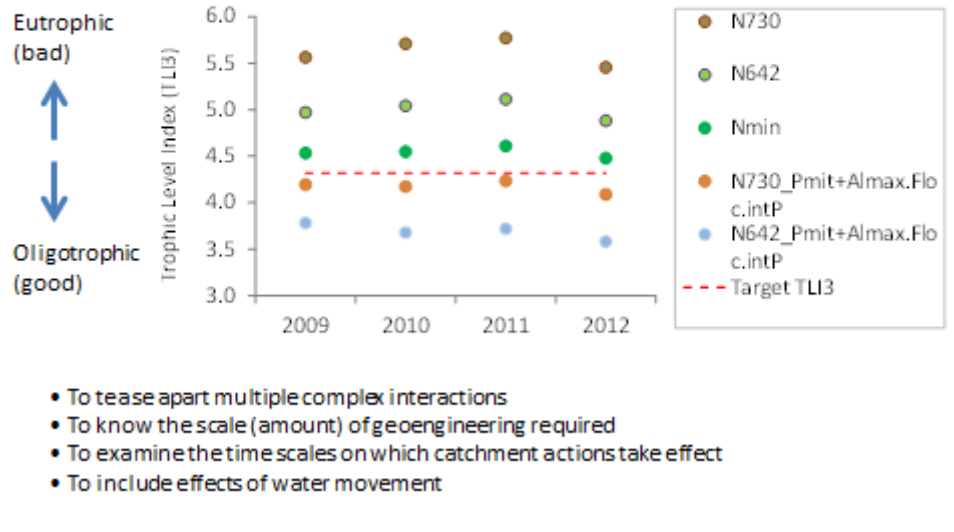 Eutrophic
(bad)
Oligotrophic
(good)
Trophic Level Index (TLI3)
6.0
5.5
5.0
4.5
4.0
3.5
3.0
2009
2010
2011
2012
N730
N642
Nmin
N730_Pmit+Almax.Flo
c.intP
N642_Pmit+Almax.Flo
c.intP
Target TLI3
• To tease apart multiple complex interactions
• To know the scale (amount) of geoengineering required
• To examine the time scales on which catchment actions take effect
• To include effects of water movement